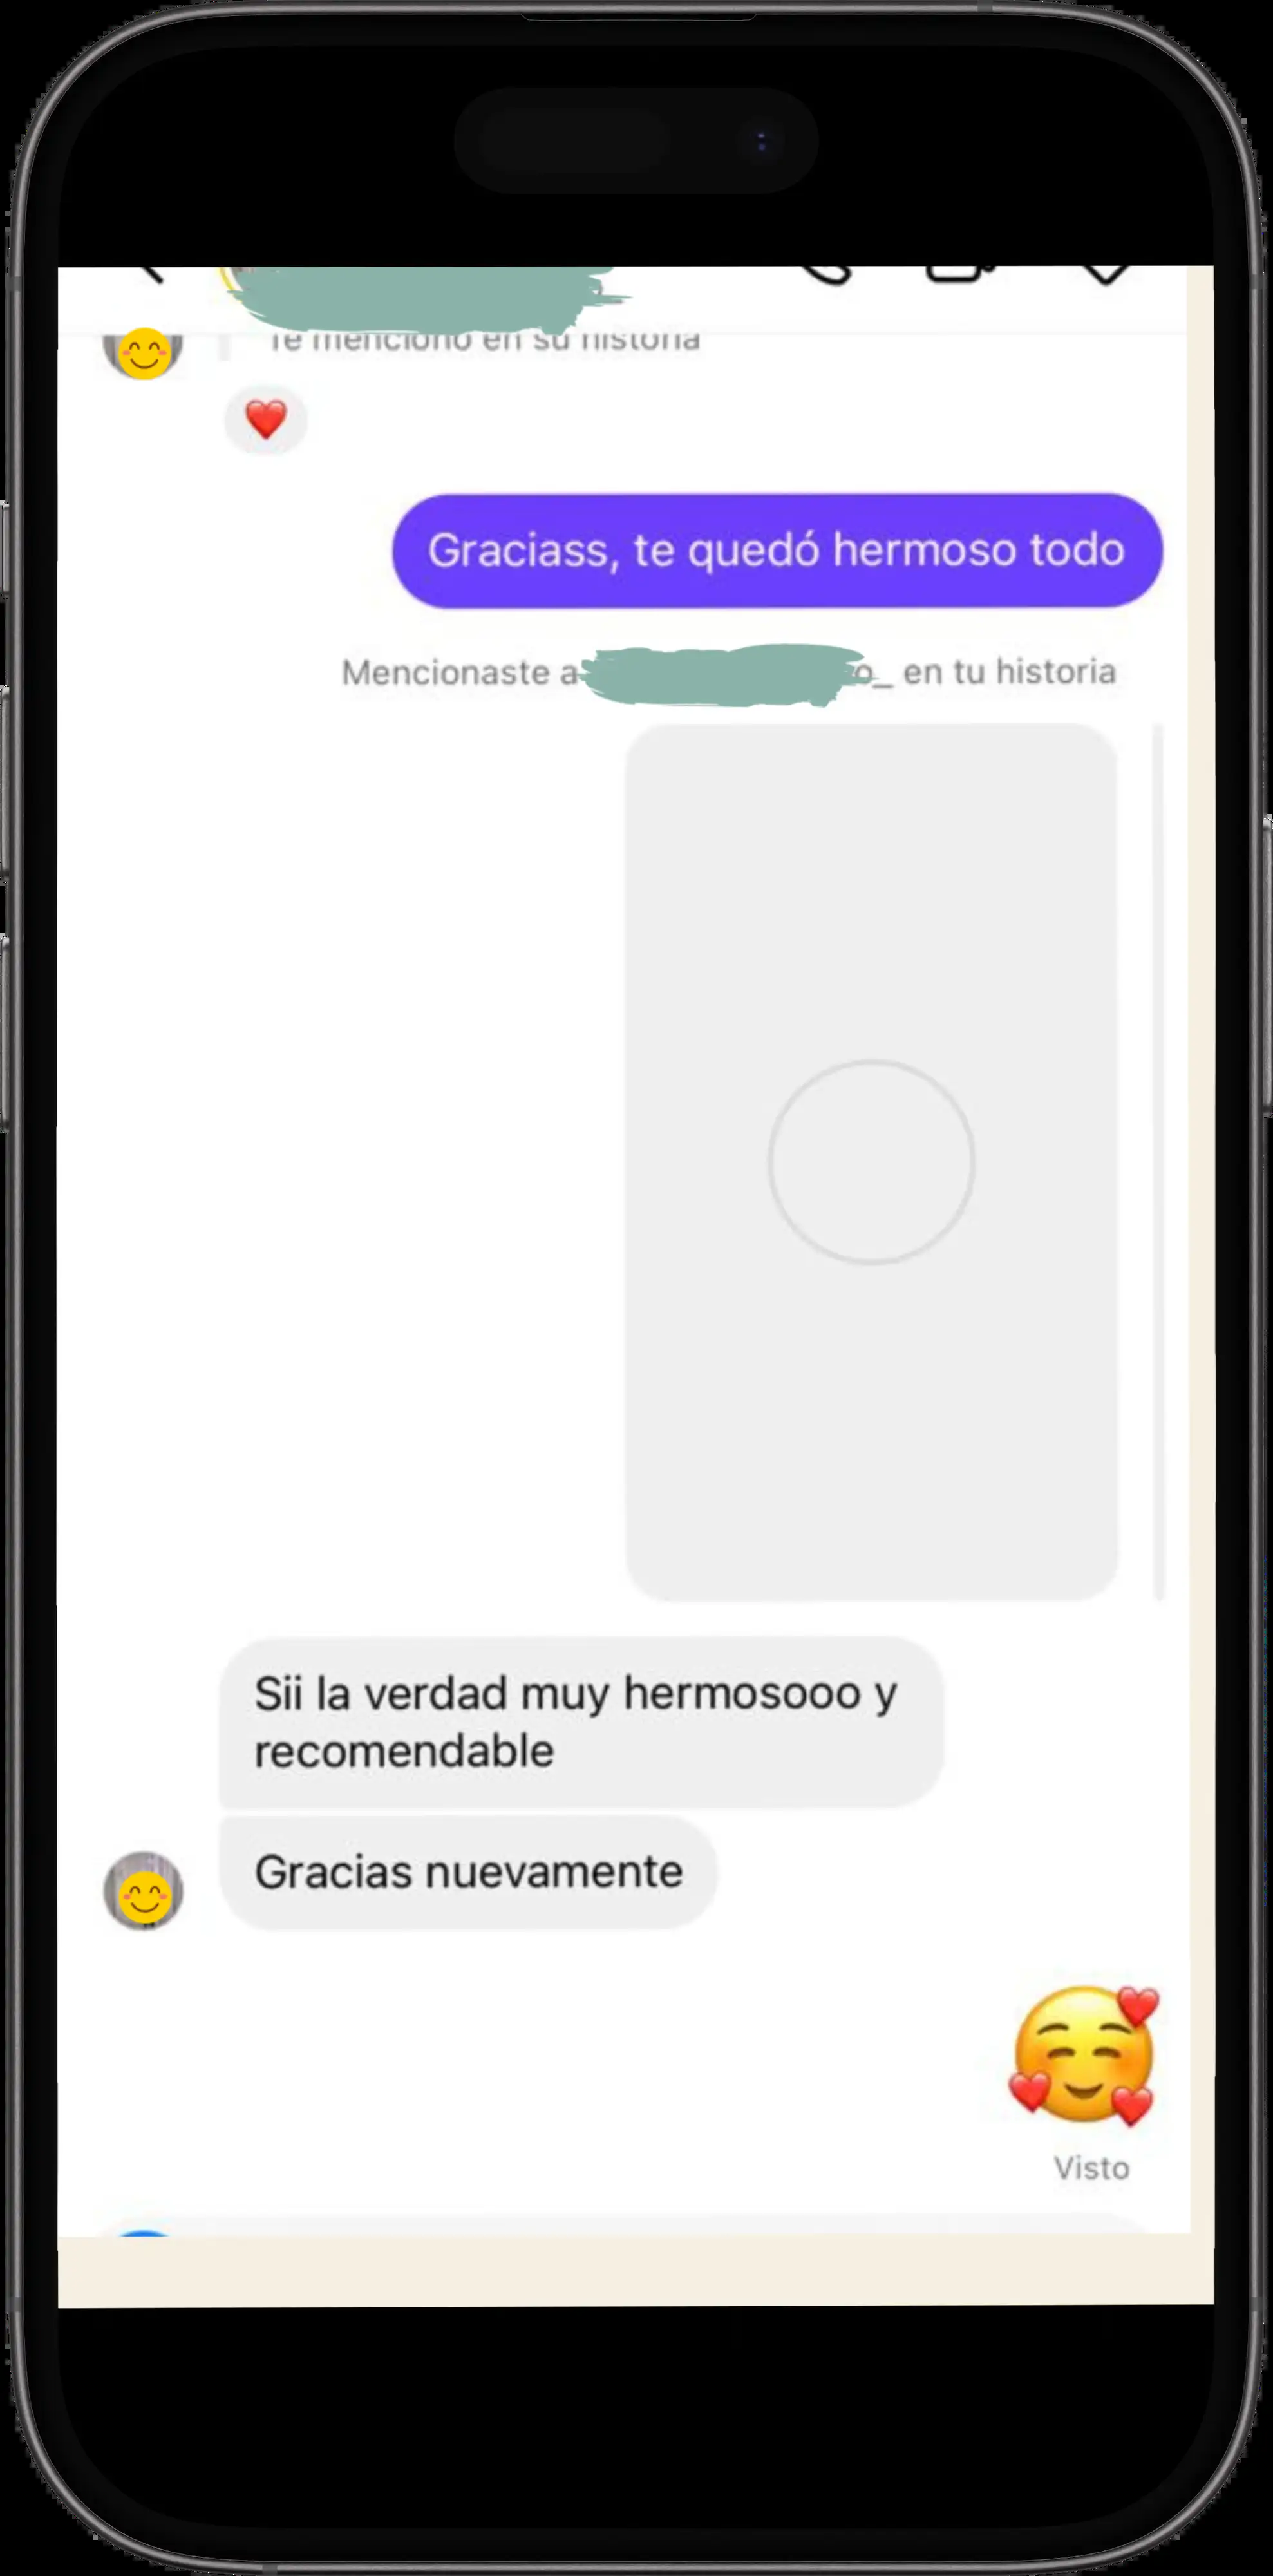 Te mencionó en su historia
Graciass, te quedó hermoso todo
Mencionaste a o_ en tu historia
Sii la verdad muy hermosooo y
recomendable
Gracias nuevamente
Visto